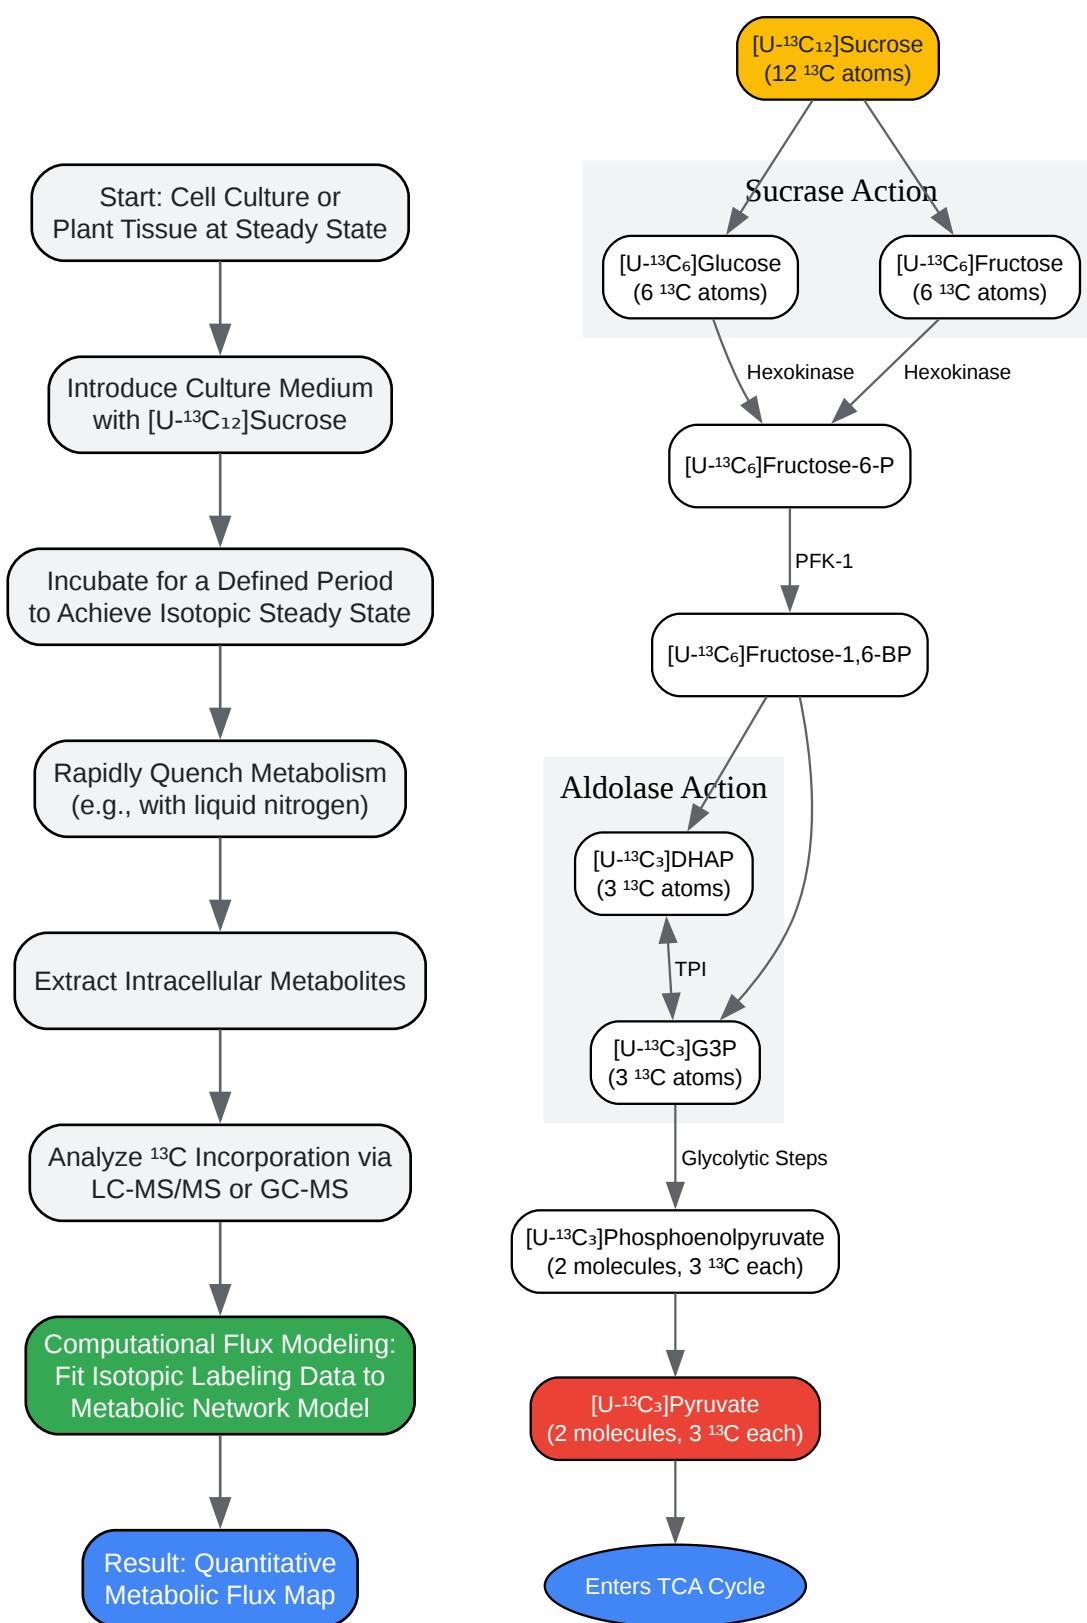 Start: Cell Culture or
Plant Tissue at Steady State
Introduce Culture Medium
with [U-¹³C₁₂]Sucrose
Incubate for a Defined Period
to Achieve Isotopic Steady State
Rapidly Quench Metabolism
(e.g., with liquid nitrogen)
Extract Intracellular Metabolites
Analyze ¹³C Incorporation via
LC-MS/MS or GC-MS
Computational Flux Modeling:
Fit Isotopic Labeling Data to
Metabolic Network Model
Result: Quantitative
Metabolic Flux Map
[U-¹³C₁₂]Sucrose
(12 ¹³C atoms)
Sucrase Action
[U-¹³C₆]Glucose
(6 ¹³C atoms)
[U-¹³C₆]Fructose
(6 ¹³C atoms)
Hexokinase
Hexokinase
[U-¹³C₆]Fructose-6-P
PFK-1
[U-¹³C₆]Fructose-1,6-BP
Aldolase Action
[U-¹³C₃]DHAP
(3 ¹³C atoms)
TPI
[U-¹³C₃]G3P
(3 ¹³C atoms)
Glycolytic Steps
[U-¹³C₃]Phosphoenolpyruvate
(2 molecules, 3 ¹³C each)
[U-¹³C₃]Pyruvate
(2 molecules, 3 ¹³C each)
Enters TCA Cycle